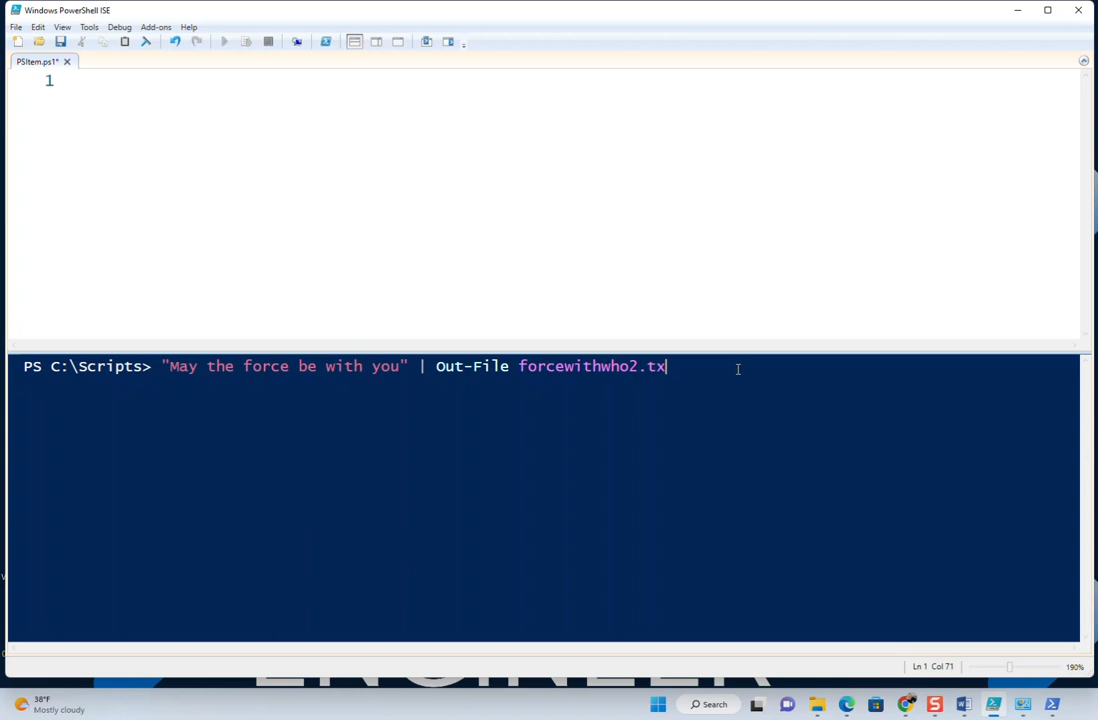 Windows PowerShell ISE
File Edit View Tools Debug Add-ons Help
PSItem.ps1*
1
PS C:\Scripts> "May the force be with you" | Out-File forcewithwho2.tx
Ln 1 Col 71
190%
38°F
Mostly cloudy
Search